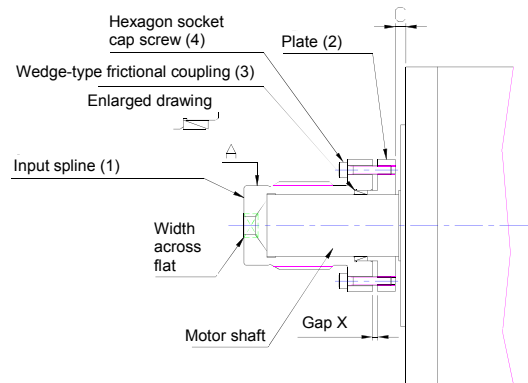 C
Hexagon socket
cap screw (4)
Plate (2)
Wedge-type frictional coupling (3)
Enlarged drawing
A
Input spline (1)
Width
across
flat
Gap X
Motor shaft